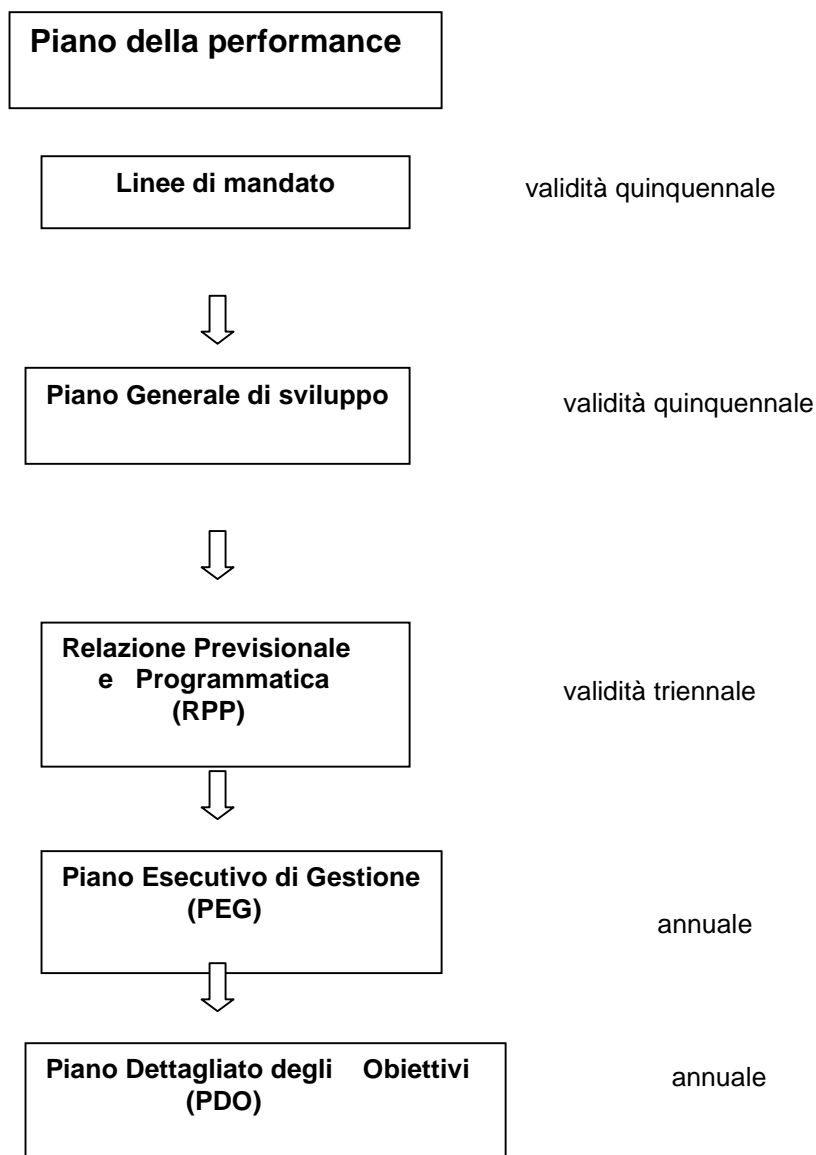 Piano della performance
Linee di mandato
validità quinquennale
Piano Generale di sviluppo
validità quinquennale
Relazione Previsionale
e Programmatica
(RPP)
validità triennale
Piano Esecutivo di Gestione
(PEG)
annuale
Piano Dettagliato degli Obiettivi
(PDO)
annuale